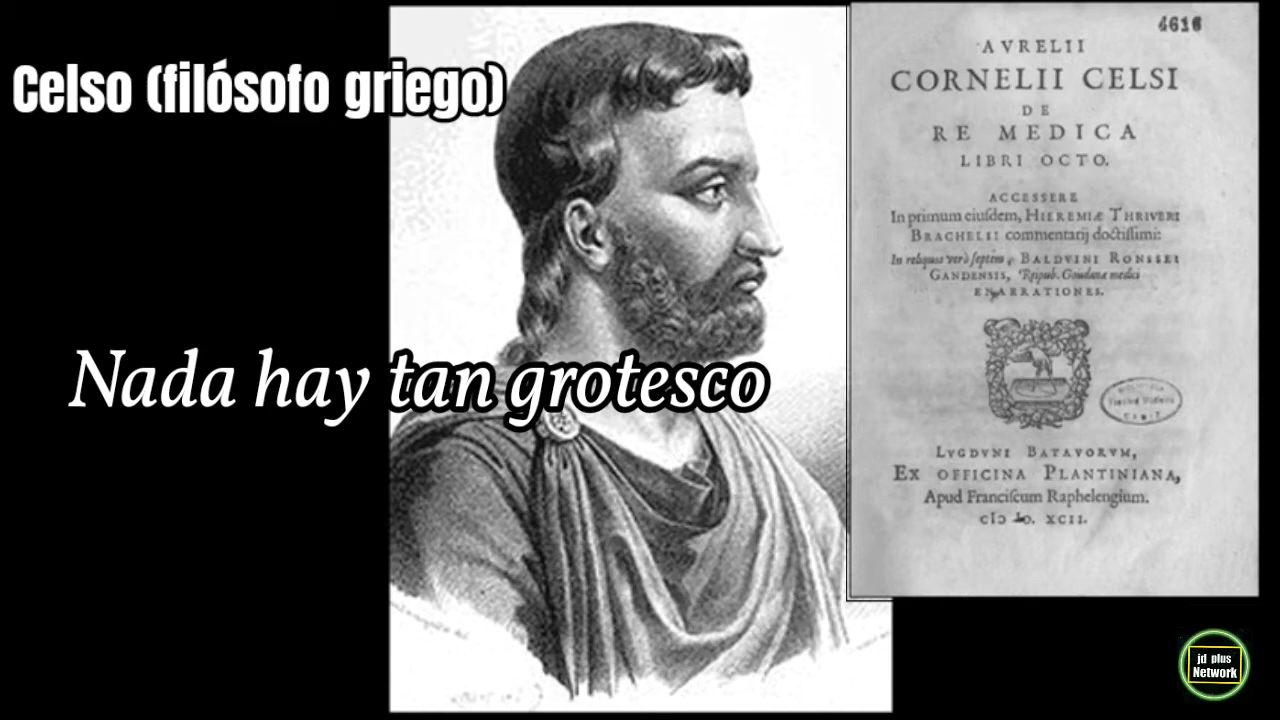 Celso (filósofo griego)
Nada hay tan grotesco
4616
AVRELII
CORNELII CELSI
DE
RE MEDICA
LIBRI OCTO.
ACCESSERE
In primum eiusdem, HIEREMIÆ THRIVERI
BRACHELII commentarij doctissimi:
In reliquos verò septem, BALDVINI RONSSEI
GANDENSIS, Reipub. Goudanæ medici
ENARRATIONES.
LVGDVNI BATAVORVM,
EX OFFICINA PLANTINIANA,
Apud Franciscum Raphelengium.
XCII.
jd plus
Network